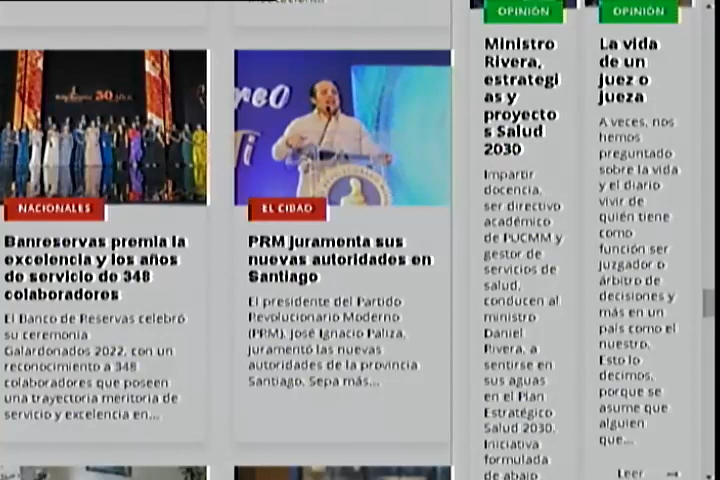 NACIONALES
Banreservas premia la
excelencia y los años
de servicio de 348
colaboradores
El Banco de Reservas celebró
su ceremonia
Galardonados 2022, con un
reconocimiento a 348
colaboradores que poseen
una trayectoria meritoria de
servicio y excelencia en...
EL CIBAO
PRM juramenta sus
nuevas autoridades en
Santiago
El presidente del Partido
Revolucionario Moderno
(PRM), José Ignacio Paliza,
juramentó las nuevas
autoridades de la provincia
Santiago. Sepa más...
OPINIÓN
Ministro
Rivera,
estrategi
as y
proyecto
s Salud
2030
Impartir
docencia,
ser directivo
académico
de PUCMM y
gestor de
servicios de
salud,
conducen al
ministro
Daniel
Rivera, a
sentirse en
sus aguas
en el Plan
Estratégico
Salud 2030.
Iniciativa
formulada
de abajo
OPINIÓN
La vida
de un
juez o
jueza
A veces, nos
hemos
preguntado
sobre la vida
y el diario
vivir de
quién tiene
como
función ser
juzgador o
árbitro de
decisiones y
más en un
país como el
nuestro.
Esto lo
decimos,
porque se
asume que
alguien
que...
Leer